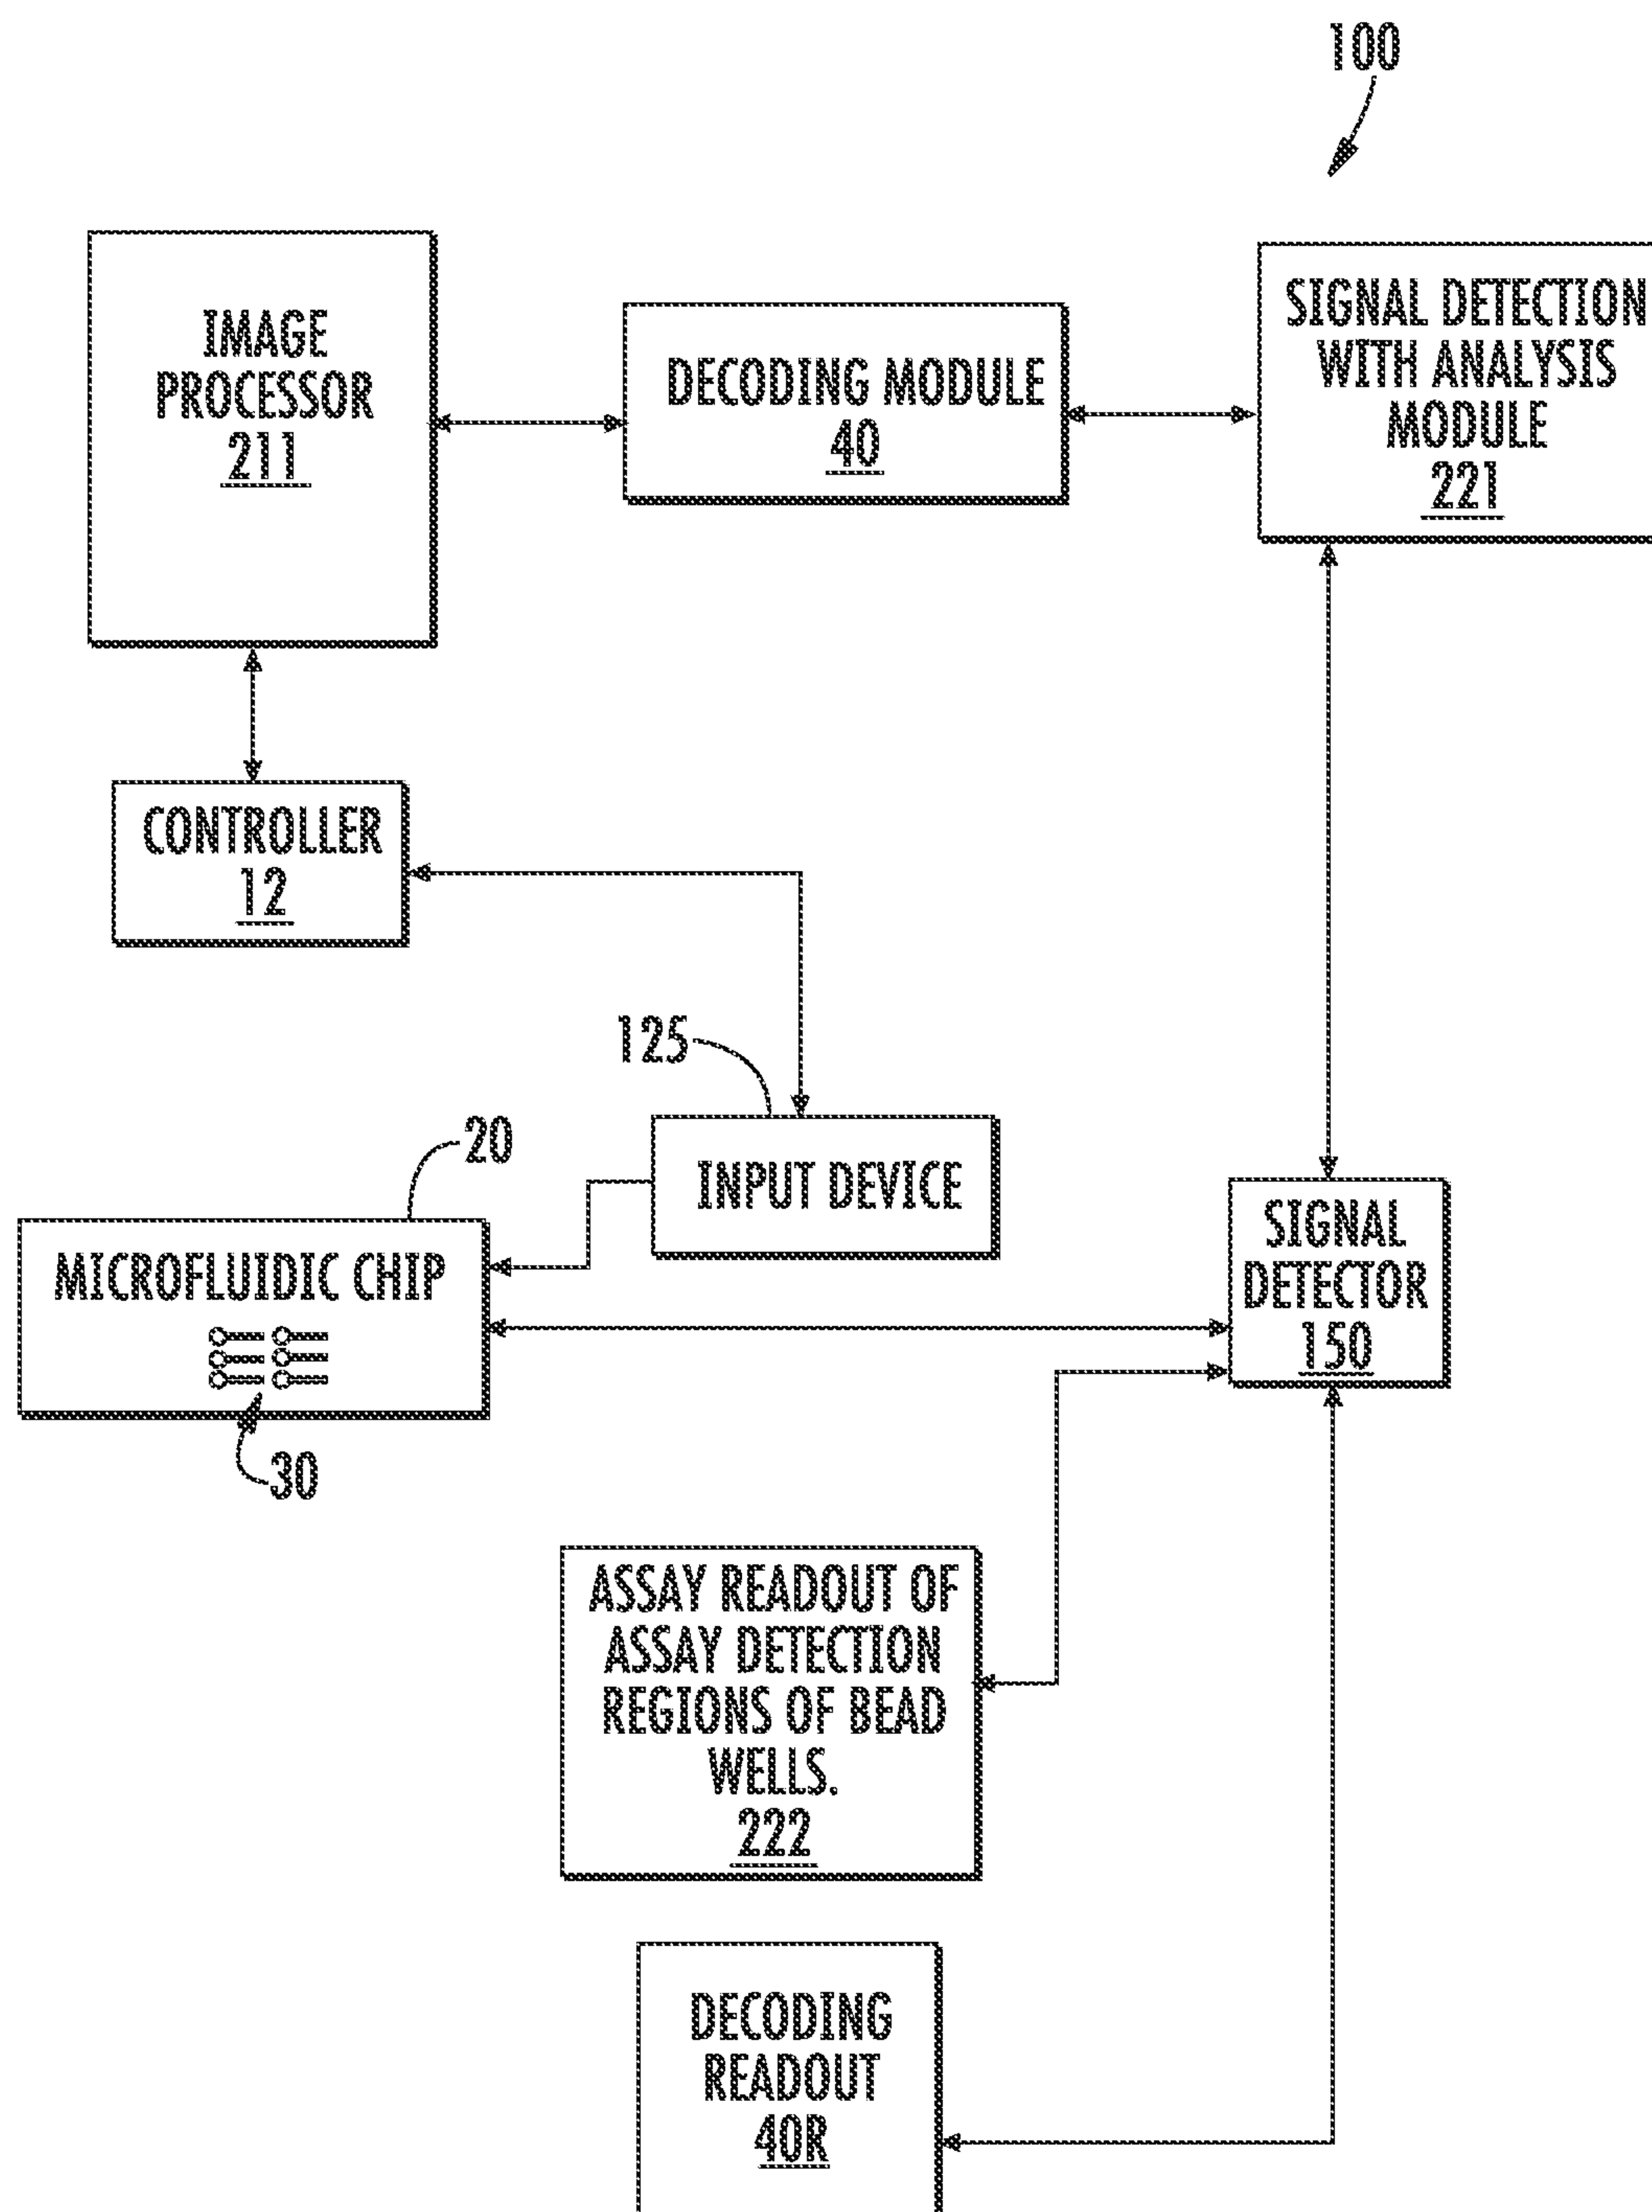 100
IMAGE
PROCESSOR
211
DECODING MODULE
40
SIGNAL DETECTION
WITH ANALYSIS
MODULE
221
CONTROLLER
12
125
INPUT DEVICE
20
MICROFLUIDIC CHIP
30
SIGNAL
DETECTOR
150
ASSAY READOUT OF
ASSAY DETECTION
REGIONS OF BEAD
WELLS.
222
DECODING
READOUT
40R